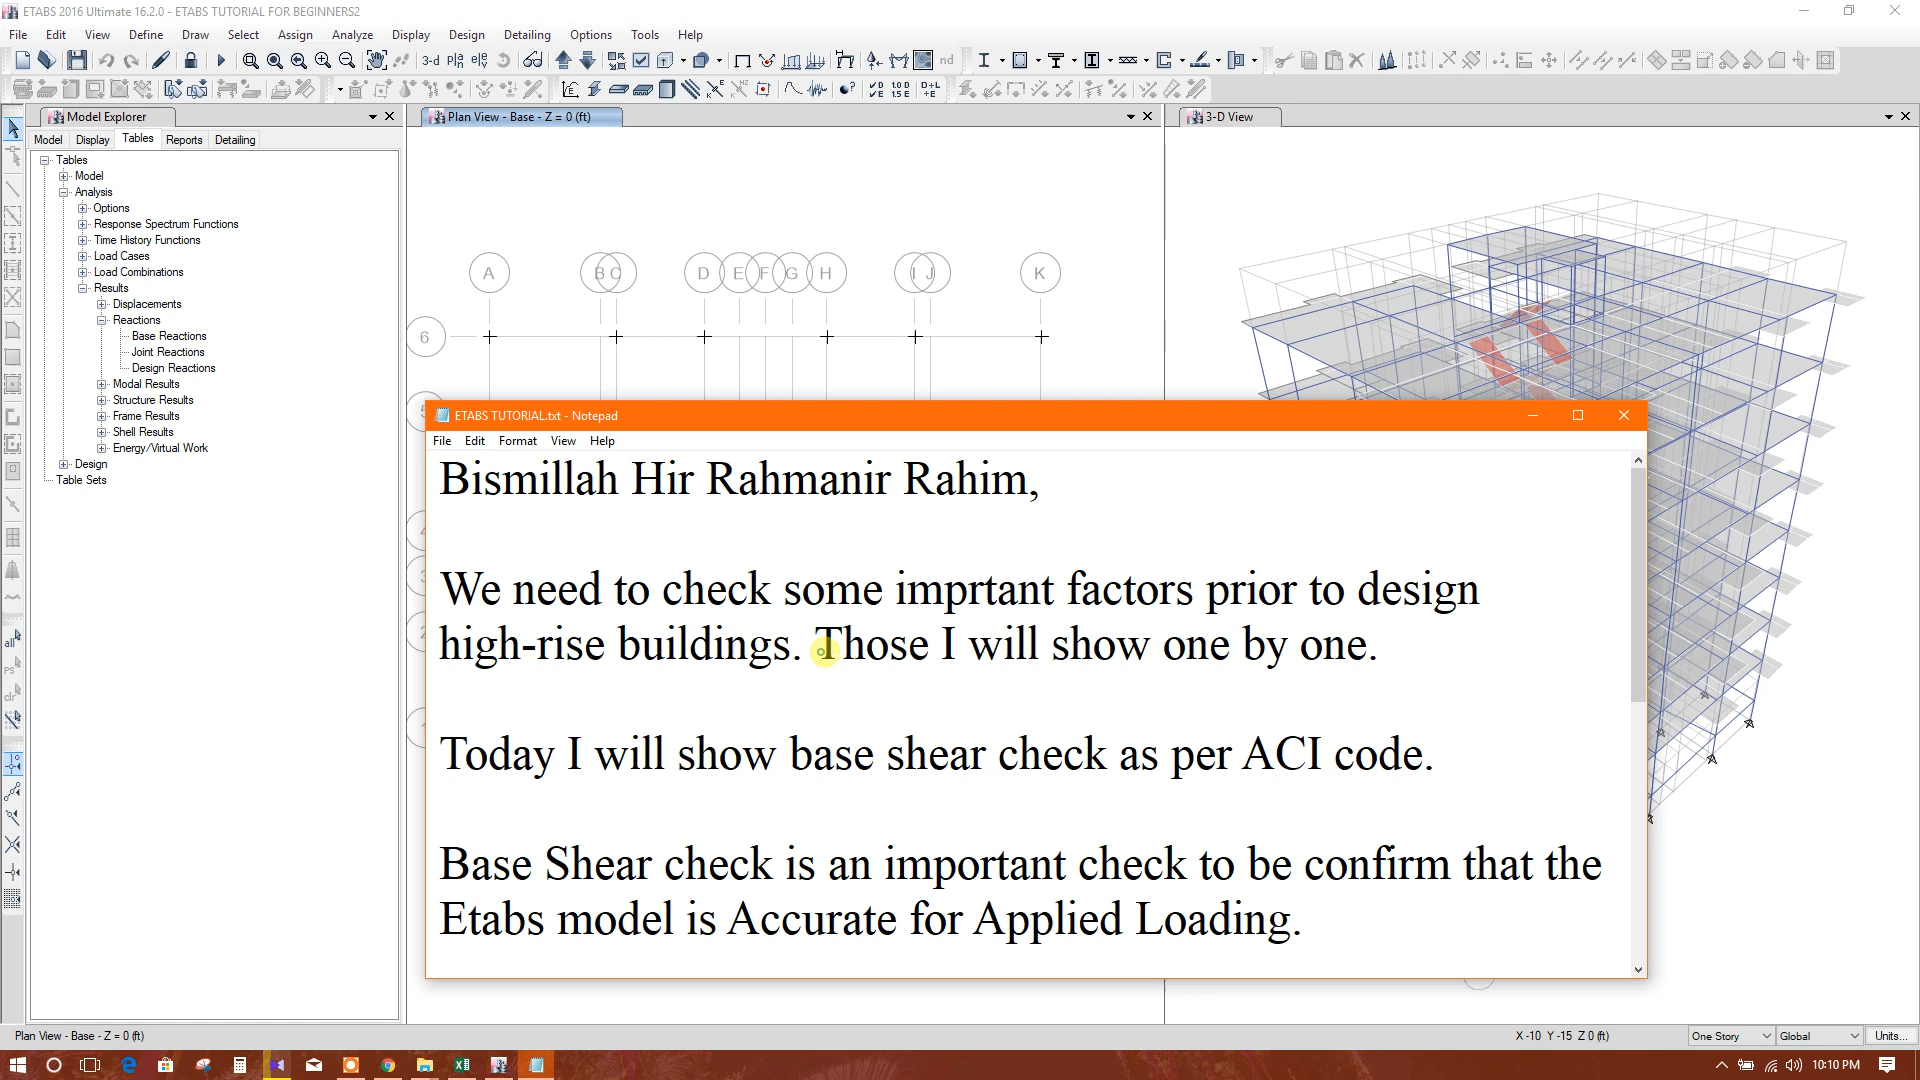 ETABS 2016 Ultimate 16.2.0 - ETABS TUTORIAL FOR BEGINNERS2
File Edit View Define Draw Select Assign Analyze Display Design Detailing Options Tools Help
3-d
nd
Model Explorer
Plan View - Base - Z = 0 (ft)
3-D View
Model Display Tables Reports Detailing
Tables
Model
Analysis
Options
Response Spectrum Functions
Time History Functions
Load Cases
Load Combinations
Results
Displacements
Reactions
Base Reactions
Joint Reactions
Design Reactions
Modal Results
Structure Results
Frame Results
Shell Results
Energy/Virtual Work
Design
Table Sets
A B C D E F G H I J K
6
ETABS TUTORIAL.txt - Notepad
File Edit Format View Help
Bismillah Hir Rahmanir Rahim,
We need to check some imprtant factors prior to design
high-rise buildings. Those I will show one by one.
Today I will show base shear check as per ACI code.
Base Shear check is an important check to be confirm that the
Etabs model is Accurate for Applied Loading.
all
PS
clr
Plan View - Base - Z = 0 (ft)
X -10 Y -15 Z 0 (ft)
One Story
Global
Units...
10:10 PM